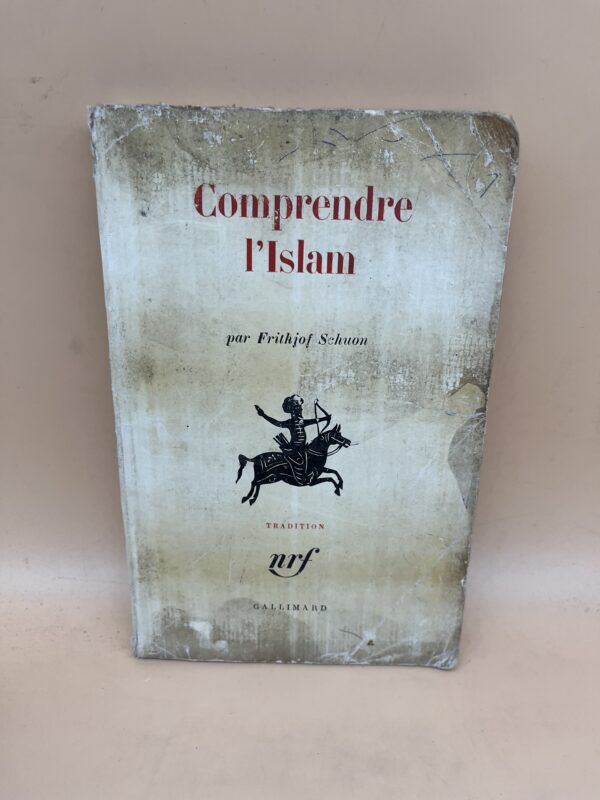 Comprendre
l'Islam
par Frithjof Schuon
TRADITION
nrf
GALLIMARD